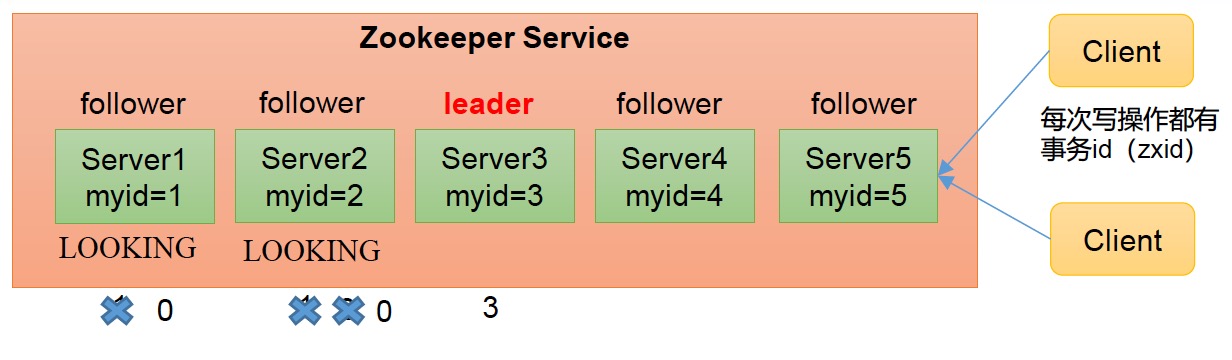 Zookeeper Service
follower
follower
leader
follower
follower
Server1
myid=1
Server2
myid=2
Server3
myid=3
Server4
myid=4
Server5
myid=5
LOOKING
LOOKING
0
0
3
Client
每次写操作都有
事务id（zxid）
Client